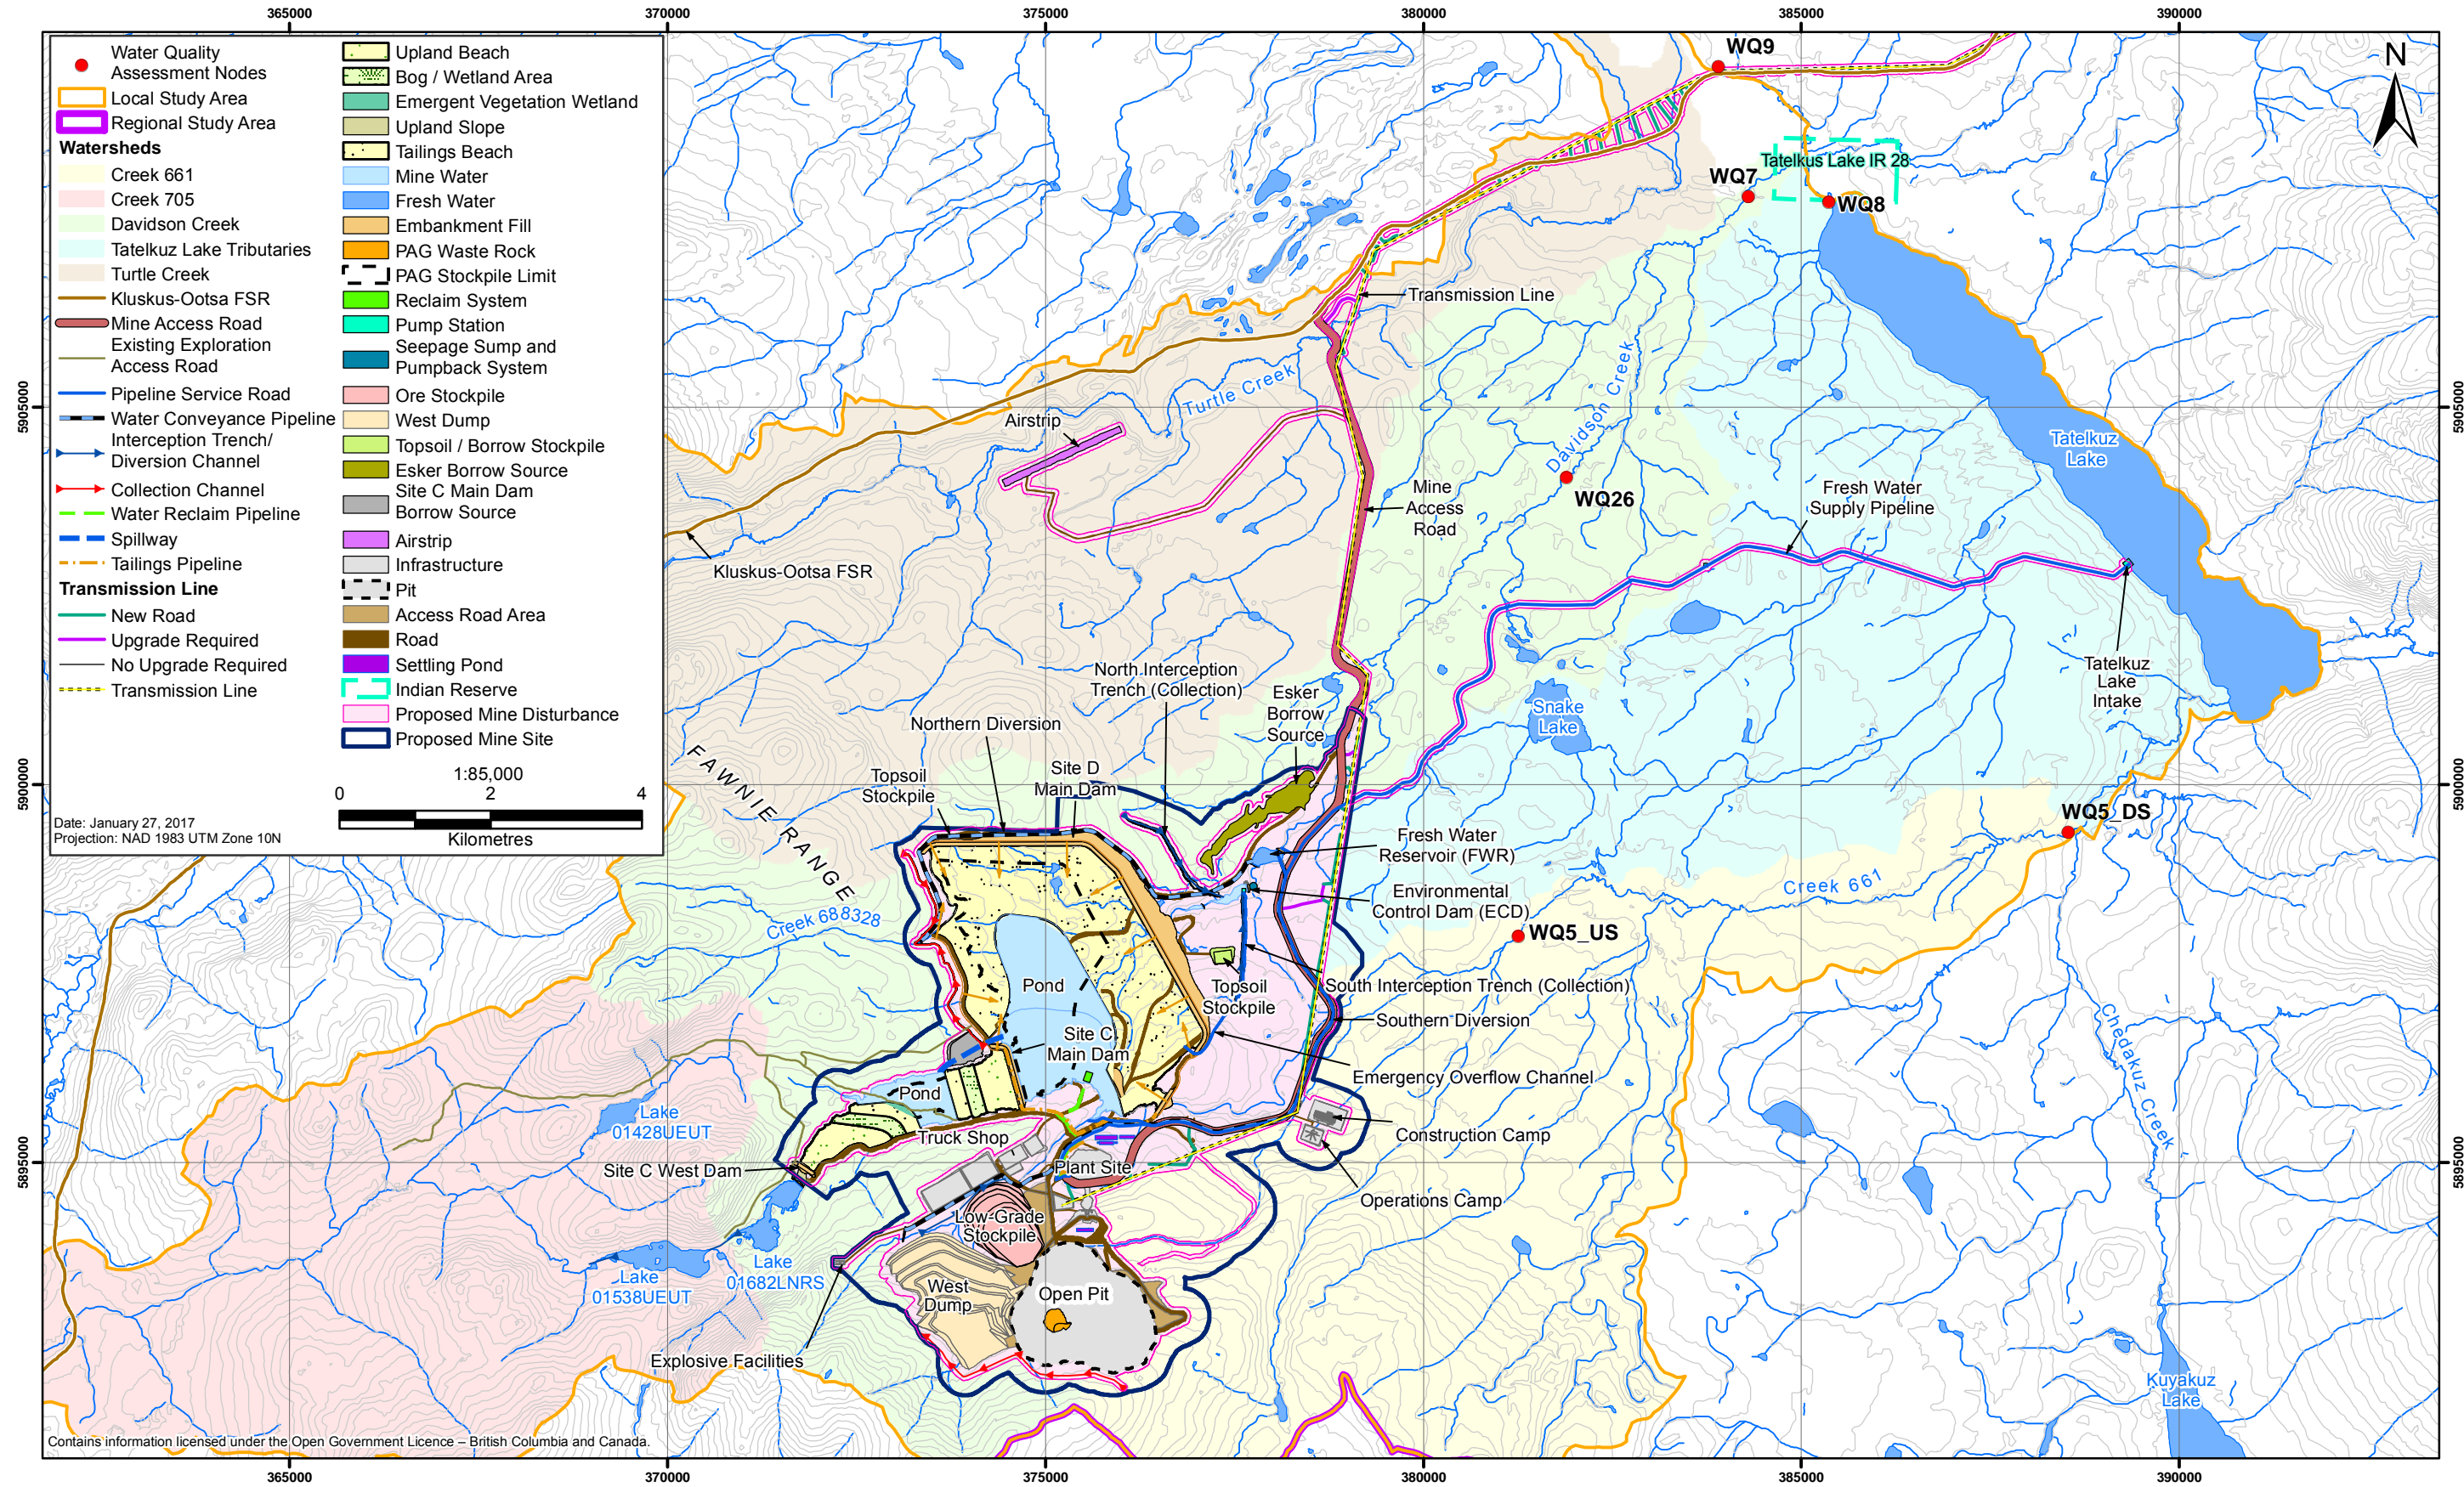 365000
370000
375000
380000
385000
390000
Water Quality
Assessment Nodes
Local Study Area
Regional Study Area
Watersheds
Creek 661
Creek 705
Davidson Creek
Tatelkuz Lake Tributaries
Turtle Creek
Kluskus-Ootsa FSR
Mine Access Road
Existing Exploration
Access Road
Pipeline Service Road
Water Conveyance Pipeline
Interception Trench/
Diversion Channel
Collection Channel
Water Reclaim Pipeline
Spillway
Tailings Pipeline
Transmission Line
New Road
Upgrade Required
No Upgrade Required
Transmission Line
Upland Beach
Bog / Wetland Area
Emergent Vegetation Wetland
Upland Slope
Tailings Beach
Mine Water
Fresh Water
Embankment Fill
PAG Waste Rock
PAG Stockpile Limit
Reclaim System
Pump Station
Seepage Sump and
Pumpback System
Ore Stockpile
West Dump
Topsoil / Borrow Stockpile
Esker Borrow Source
Site C Main Dam
Borrow Source
Airstrip
Infrastructure
Pit
Access Road Area
Road
Settling Pond
Indian Reserve
Proposed Mine Disturbance
Proposed Mine Site
1:85,000
0 2 4
Kilometres
Date: January 27, 2017
Projection: NAD 1983 UTM Zone 10N
N
WQ9
Tatelkus Lake IR 28
WQ7
WQ8
Transmission Line
Turtle Creek
Davidson Creek
Airstrip
5905000
5905000
Tatelkuz
Lake
WQ26
Mine
Access
Road
Fresh Water
Supply Pipeline
Kluskus-Ootsa FSR
North Interception
Trench (Collection)
Esker
Borrow
Source
Tatelkuz
Lake
Intake
Snake
Lake
Northern Diversion
FAWNIE RANGE
Topsoil
Stockpile
Site D
Main Dam
5900000
5900000
WQ5_DS
Fresh Water
Reservoir (FWR)
Creek 661
Environmental
Control Dam (ECD)
Creek 688328
WQ5_US
Pond
Topsoil
Stockpile
South Interception Trench (Collection)
Southern Diversion
Site C
Main Dam
Chedakuz Creek
Emergency Overflow Channel
Pond
Lake
01428UEUT
Truck Shop
Construction Camp
Site C West Dam
Plant Site
5895000
5895000
Operations Camp
Low-Grade
Stockpile
Lake
01538UEUT
Lake
01682LNRS
West
Dump
Open Pit
Explosive Facilities
Kuyakuz
Lake
Contains information licensed under the Open Government Licence – British Columbia and Canada.
365000
370000
375000
380000
385000
390000